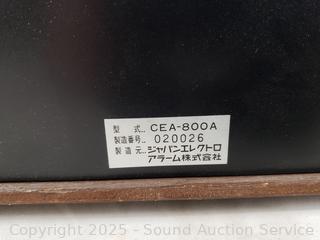 型 式.. CEA-800A
製造番号.. 020026
製 造 元.. ジャパンエレクトロ
アラーム株式会社
Copyright 2025 - Sound Auction Service